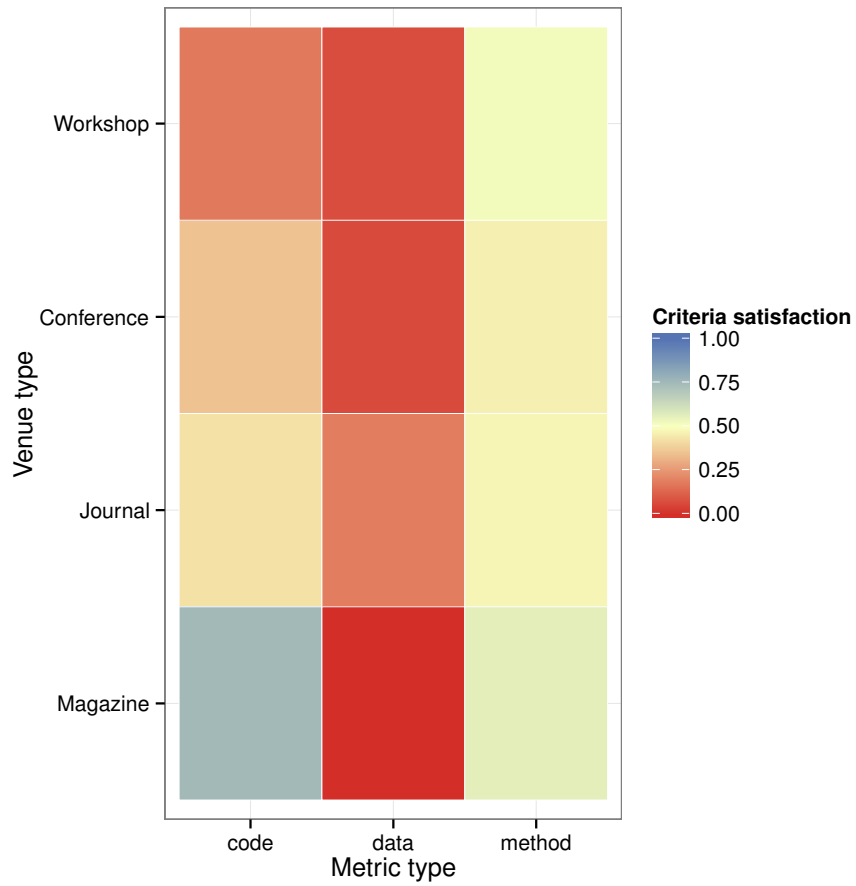 Workshop
Conference
Journal
Magazine
Venue type
code data method
Metric type
Criteria satisfaction
1.00
0.75
0.50
0.25
0.00